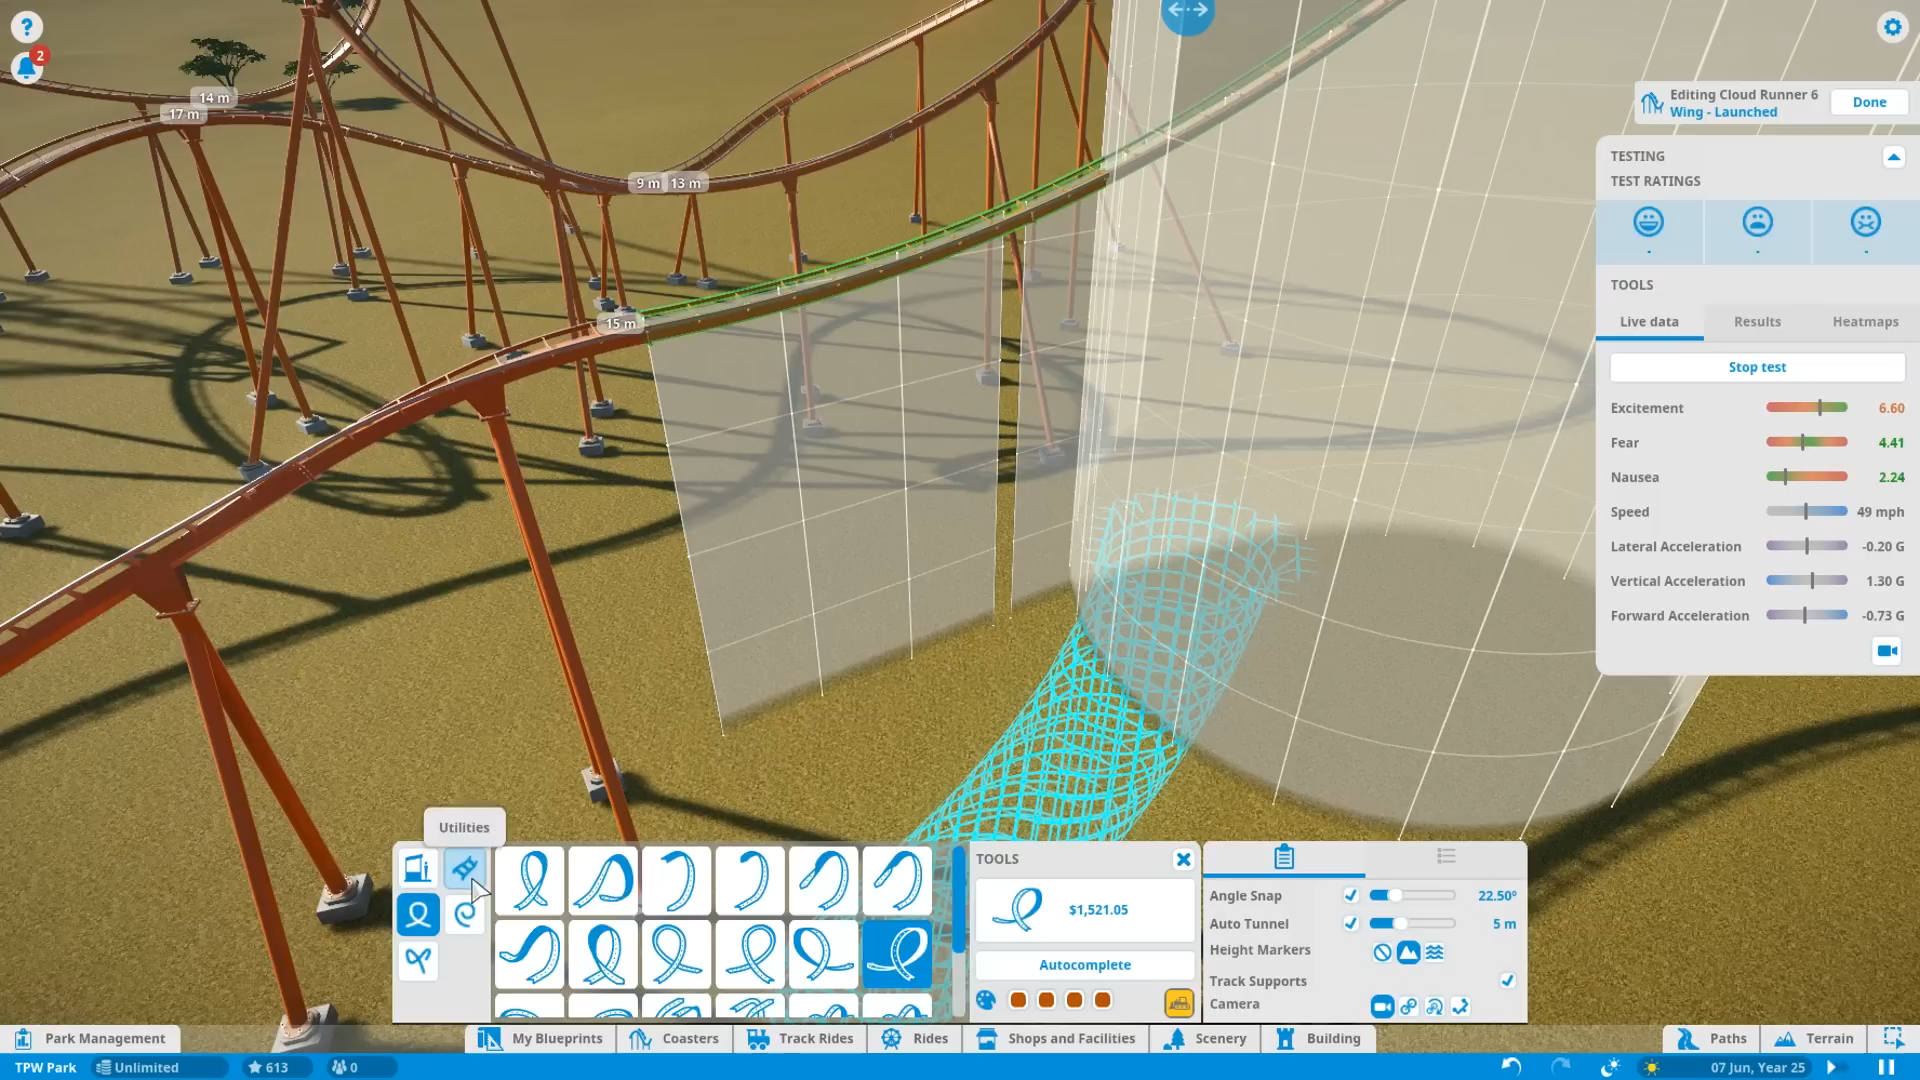 ?
2
14 m
17 m
9 m
13 m
15 m
Editing Cloud Runner 6
Wing - Launched
Done
TESTING
TEST RATINGS
-
-
-
TOOLS
Live data
Results
Heatmaps
Stop test
Excitement
6.60
Fear
4.41
Nausea
2.24
Speed
49 mph
Lateral Acceleration
-0.20 G
Vertical Acceleration
1.30 G
Forward Acceleration
-0.73 G
Utilities
TOOLS
$1,521.05
Autocomplete
Angle Snap
22.50°
Auto Tunnel
5 m
Height Markers
Track Supports
Camera
Park Management
My Blueprints
Coasters
Track Rides
Rides
Shops and Facilities
Scenery
Building
Paths
Terrain
TPW Park
Unlimited
613
0
07 Jun, Year 25